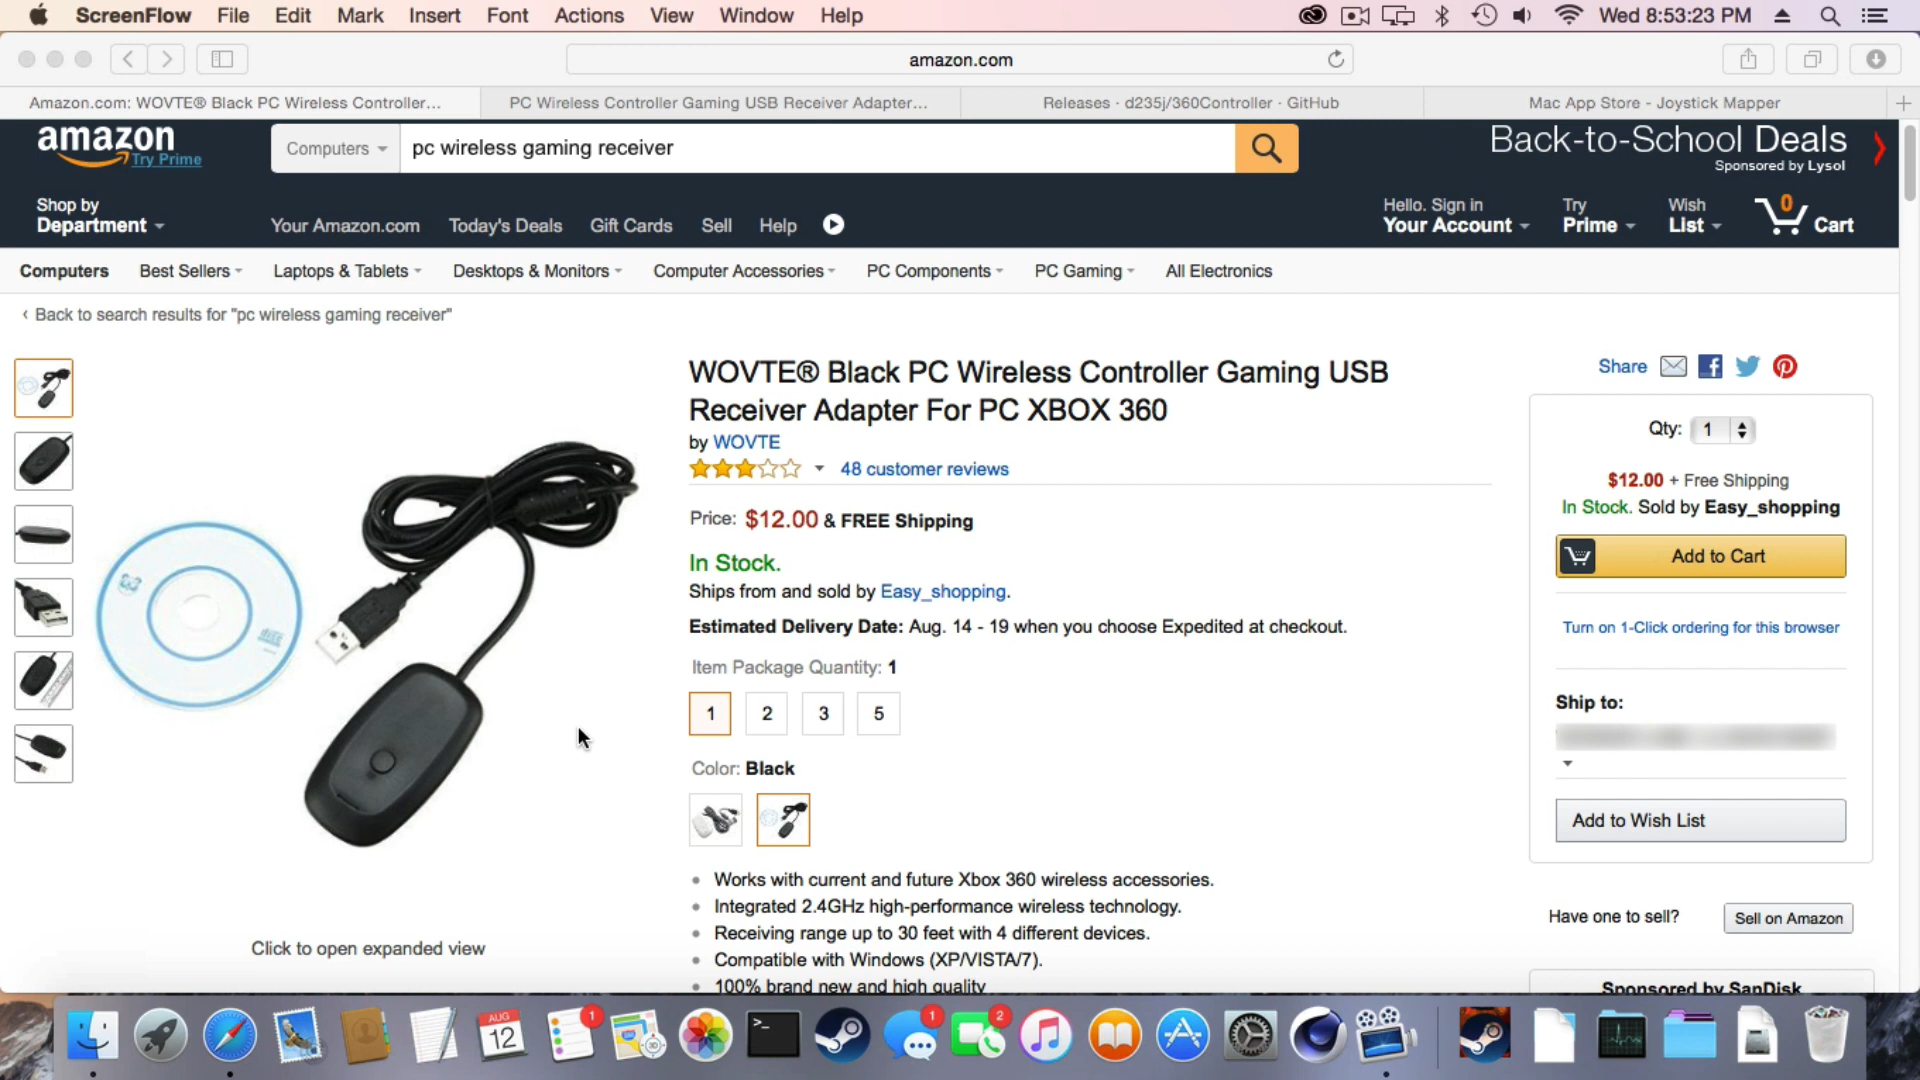 ScreenFlow File Edit Mark Insert Font Actions View Window Help Wed 8:53:23 PM
amazon.com
Amazon.com: WOVTE® Black PC Wireless Controller... PC Wireless Controller Gaming USB Receiver Adapter... Releases · d235j/360Controller · GitHub Mac App Store - Joystick Mapper
amazon Try Prime
Computers pc wireless gaming receiver
Back-to-School Deals
Sponsored by Lysol
Shop by Department
Your Amazon.com Today's Deals Gift Cards Sell Help
Hello. Sign in Your Account
Try Prime
Wish List
0 Cart
Computers Best Sellers Laptops & Tablets Desktops & Monitors Computer Accessories PC Components PC Gaming All Electronics
‹ Back to search results for "pc wireless gaming receiver"
WOVTE® Black PC Wireless Controller Gaming USB
Receiver Adapter For PC XBOX 360
by WOVTE
48 customer reviews
Price: $12.00 & FREE Shipping
In Stock.
Ships from and sold by Easy_shopping.
Estimated Delivery Date: Aug. 14 - 19 when you choose Expedited at checkout.
Item Package Quantity: 1
1 2 3 5
Color: Black
• Works with current and future Xbox 360 wireless accessories.
• Integrated 2.4GHz high-performance wireless technology.
• Receiving range up to 30 feet with 4 different devices.
• Compatible with Windows (XP/VISTA/7).
• 100% brand new and high quality
Click to open expanded view
Share
Qty: 1
$12.00 + Free Shipping
In Stock. Sold by Easy_shopping
Add to Cart
Turn on 1-Click ordering for this browser
Ship to:
Add to Wish List
Have one to sell? Sell on Amazon
Sponsored by SanDisk
AUG
12
1
30
1
2